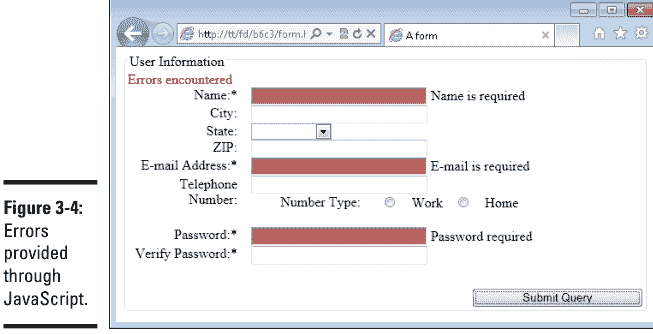 http://tt/fd/b6c3/form.h
A form
User Information
Errors encountered
Name:* Name is required
City:
State:
ZIP:
E-mail Address:* E-mail is required
Telephone
Number: Number Type: Work Home
Password:* Password required
Verify Password:*
Submit Query
Figure 3-4:
Errors
provided
through
JavaScript.